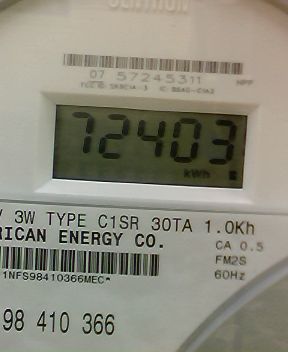 CENTRON
07 57245311
72403
kWh
V 3W TYPE C1SR 30TA 1.0Kh
RICAN ENERGY CO.
CA 0.5
FM2S
60Hz
1NFS98410366MEC*
98 410 366